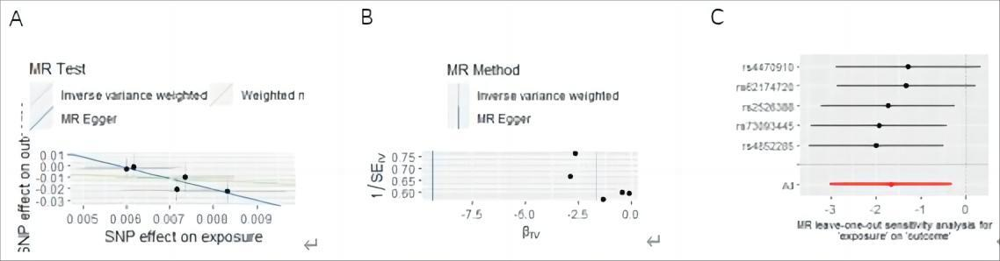 A
MR Test
Inverse variance weighted
Weighted n
MR Egger
SNP effect on out
0.01
0.00
-0.01
-0.02
-0.03
0.005 0.006 0.007 0.008 0.009
SNP effect on exposure
B
MR Method
Inverse variance weighted
MR Egger
1/SEIV
0.75
0.70
0.65
0.60
-7.5 -5.0 -2.5 0.0
βIV
C
rs4470910
rs62174720
rs73093445
rs4852285
-3 -2 -1 0
MR leave-one-out sensitivity analysis for
'exposure' on 'outcome'